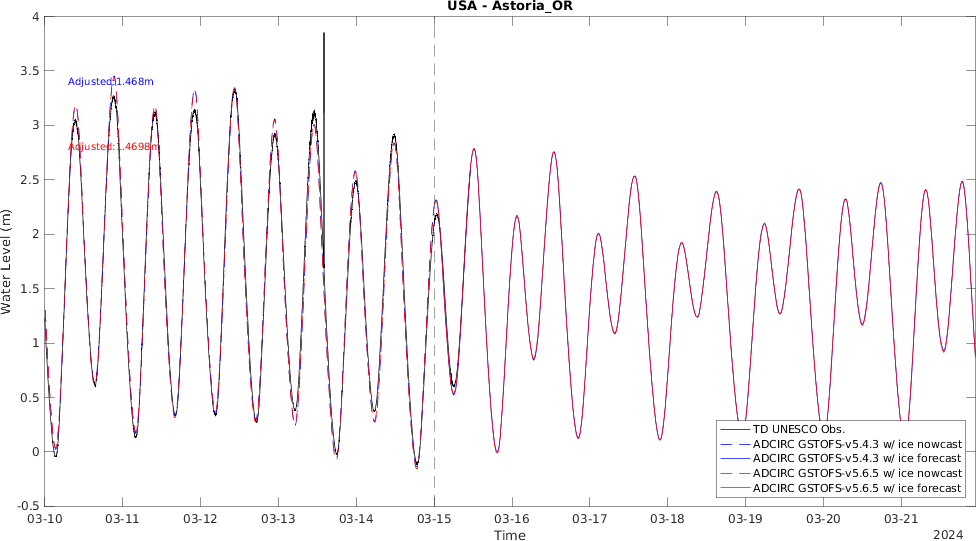 USA - Astoria_OR
4
3.5
3
2.5
2
1.5
1
0.5
0
-0.5
Water Level (m)
Adjusted:1.468m
Adjusted:1.4698m
TD UNESCO Obs.
ADCIRC GSTOFS-v5.4.3 w/ ice nowcast
ADCIRC GSTOFS-v5.4.3 w/ ice forecast
ADCIRC GSTOFS-v5.6.5 w/ ice nowcast
ADCIRC GSTOFS-v5.6.5 w/ ice forecast
03-10 03-11 03-12 03-13 03-14 03-15 03-16 03-17 03-18 03-19 03-20 03-21
Time
2024